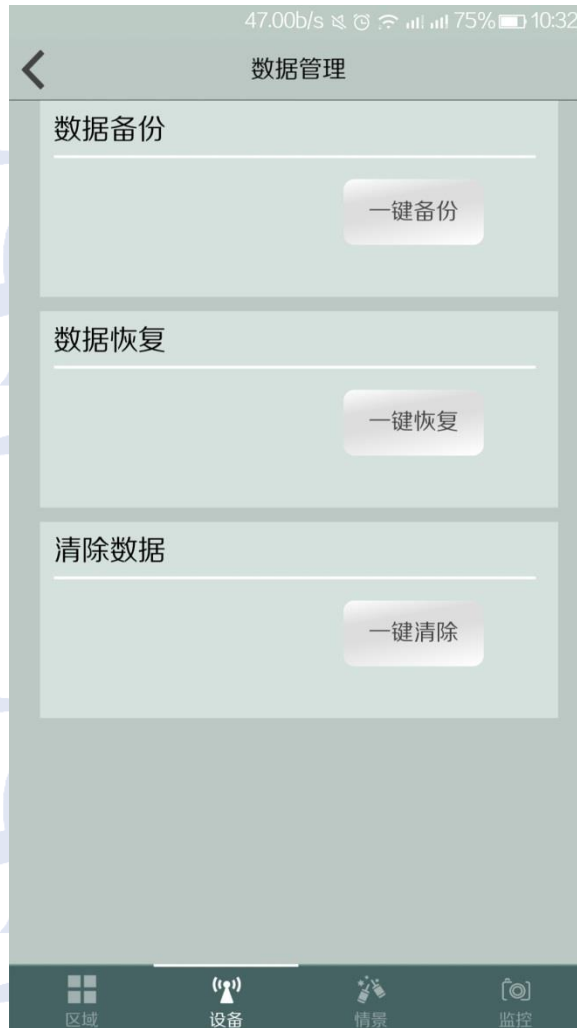 47.00b/s 75% 10:32
数据管理
数据备份
一键备份
数据恢复
一键恢复
清除数据
一键清除
区域 设备 情景 监控